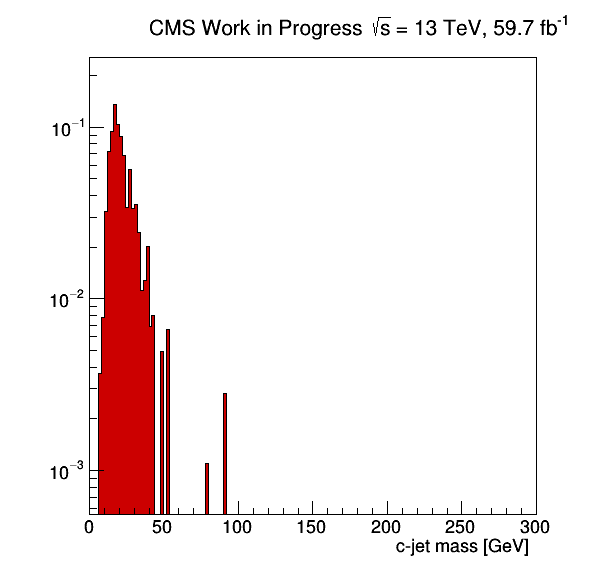 CMS Work in Progress √s = 13 TeV, 59.7 fb⁻¹
10⁻¹
10⁻²
10⁻³
0 50 100 150 200 250 300
c-jet mass [GeV]